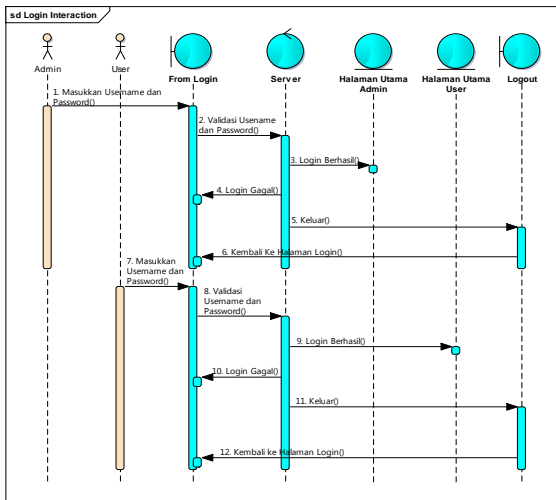 sd Login Interaction
Admin
User
From Login
Server
Halaman Utama
Admin
Halaman Utama
User
Logout
1. Masukkan Username dan
Password()
2. Validasi Usename
dan Password()
3. Login Berhasil()
4. Login Gagal()
5. Keluar()
6. Kembali Ke Halaman Login()
7. Masukkan
Username dan
Password()
8. Validasi
Username dan
Password()
9. Login Berhasil()
10. Login Gagal()
11. Keluar()
12. Kembali ke Halaman Login()